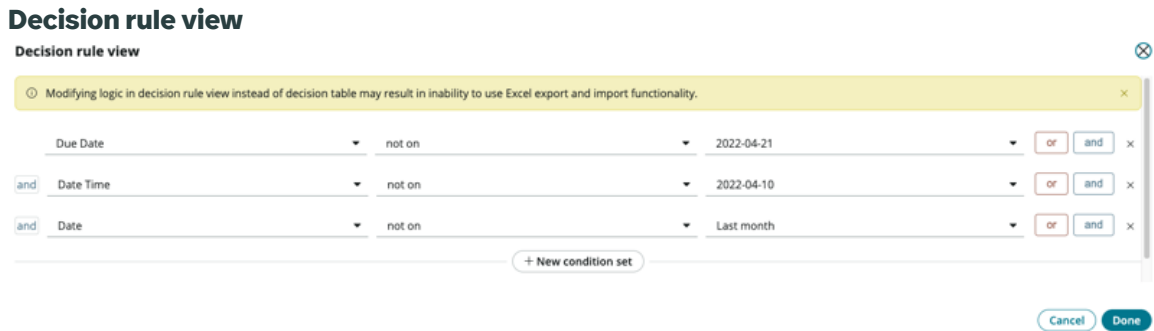 Decision rule view
Decision rule view
Modifying logic in decision rule view instead of decision table may result in inability to use Excel export and import functionality.
Due Date not on 2022-04-21 or and
and Date Time not on 2022-04-10 or and
and Date not on Last month or and
+ New condition set
Cancel Done